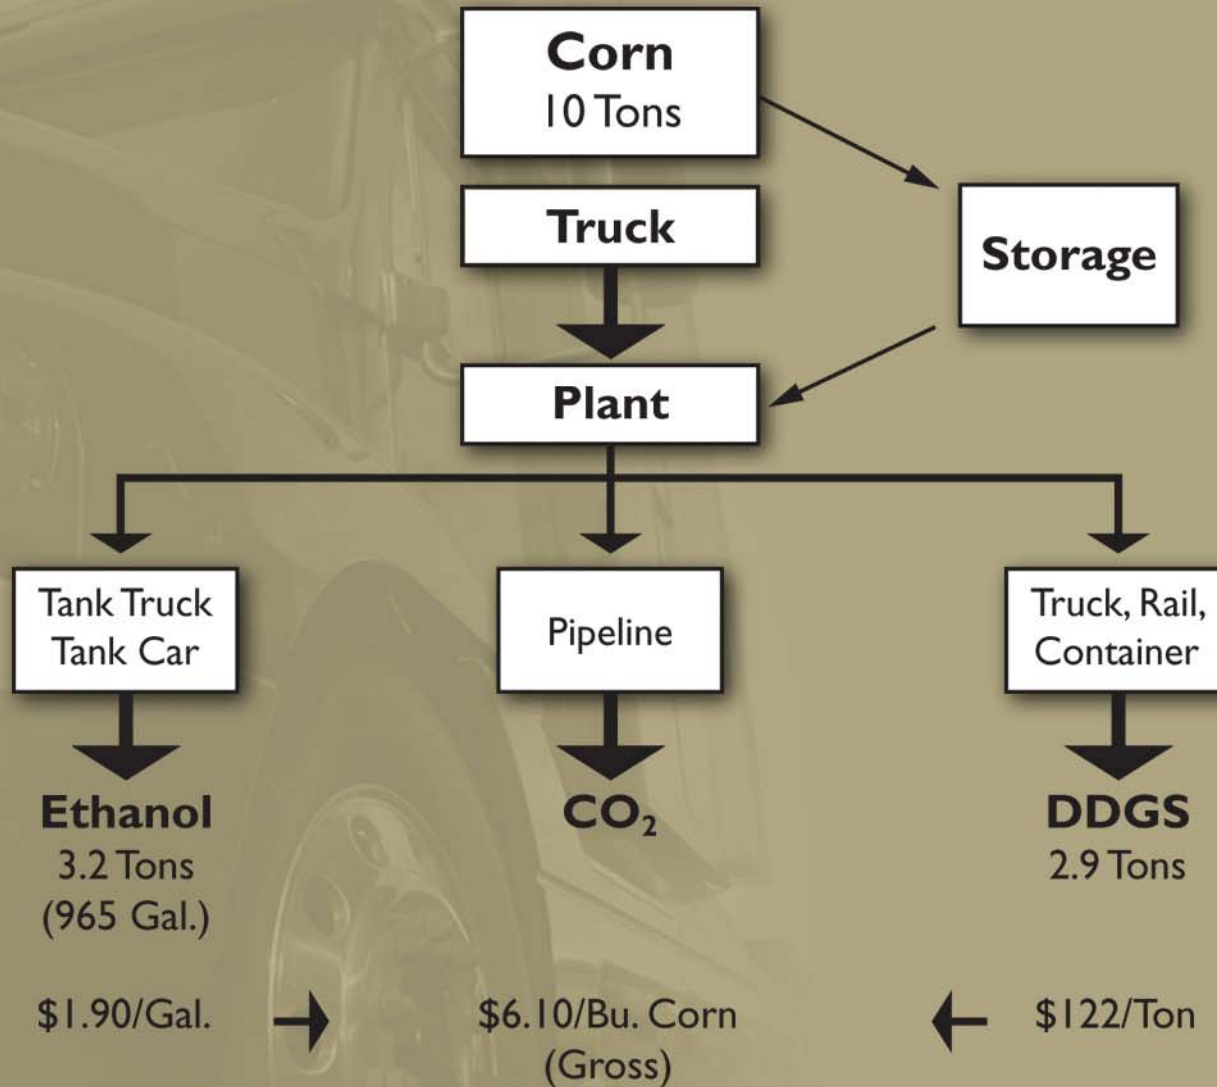 Corn
10 Tons
Truck
Storage
Plant
Tank Truck
Tank Car
Pipeline
Truck, Rail,
Container
Ethanol
3.2 Tons
(965 Gal.)
CO₂
DDGS
2.9 Tons
$1.90/Gal.
$6.10/Bu. Corn
(Gross)
$122/Ton